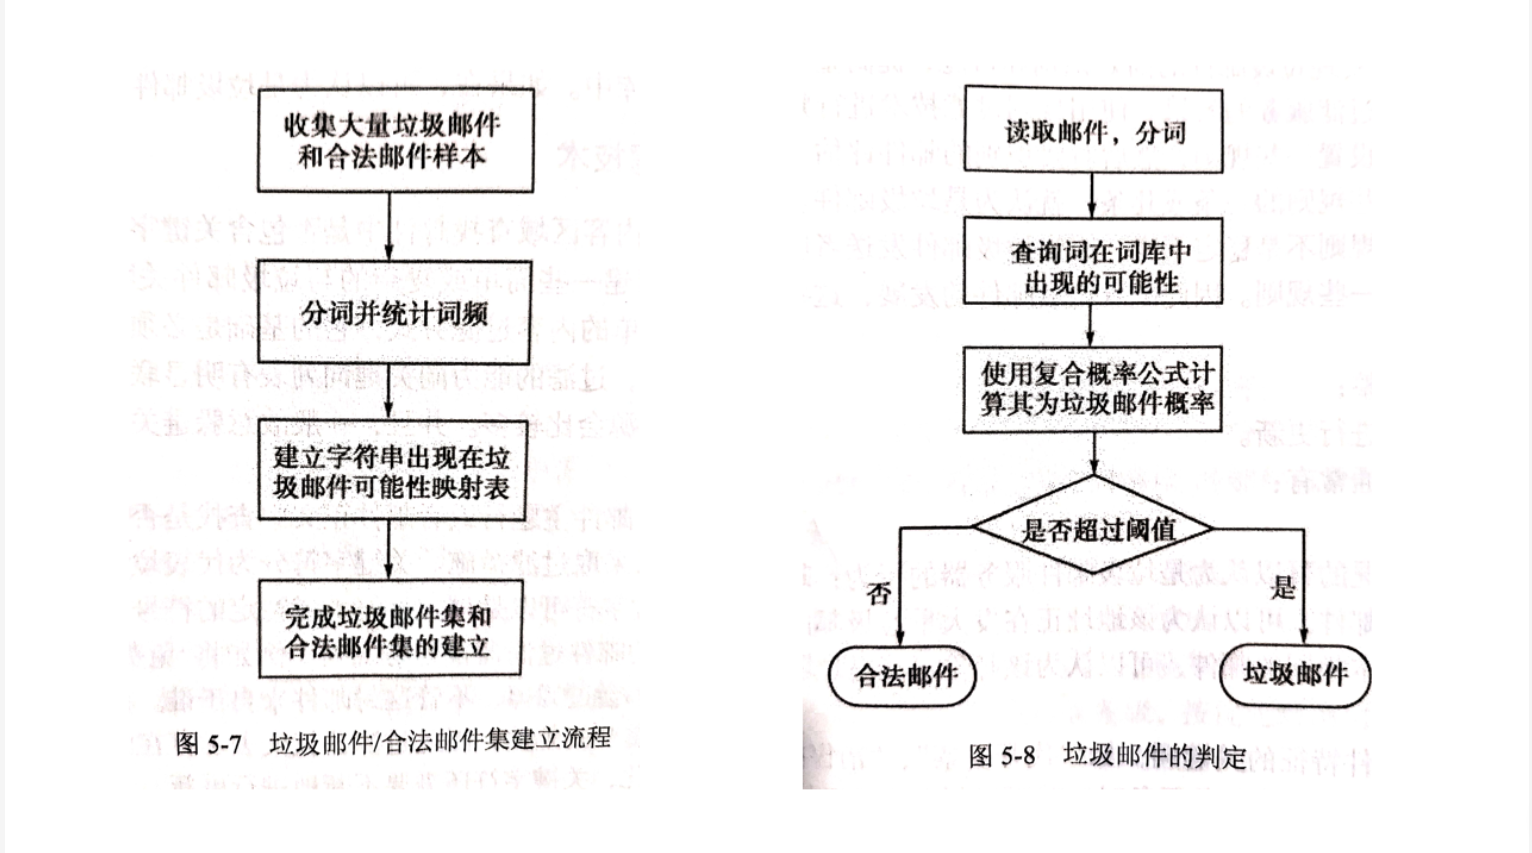 收集大量垃圾邮件
和合法邮件样本
分词并统计词频
建立字符串出现在垃
圾邮件可能性映射表
完成垃圾邮件集和
合法邮件集的建立
图 5-7 垃圾邮件/合法邮件集建立流程
读取邮件，分词
查询词在词库中
出现的可能性
使用复合概率公式计
算其为垃圾邮件概率
是否超过阈值
否
是
合法邮件
垃圾邮件
图 5-8 垃圾邮件的判定